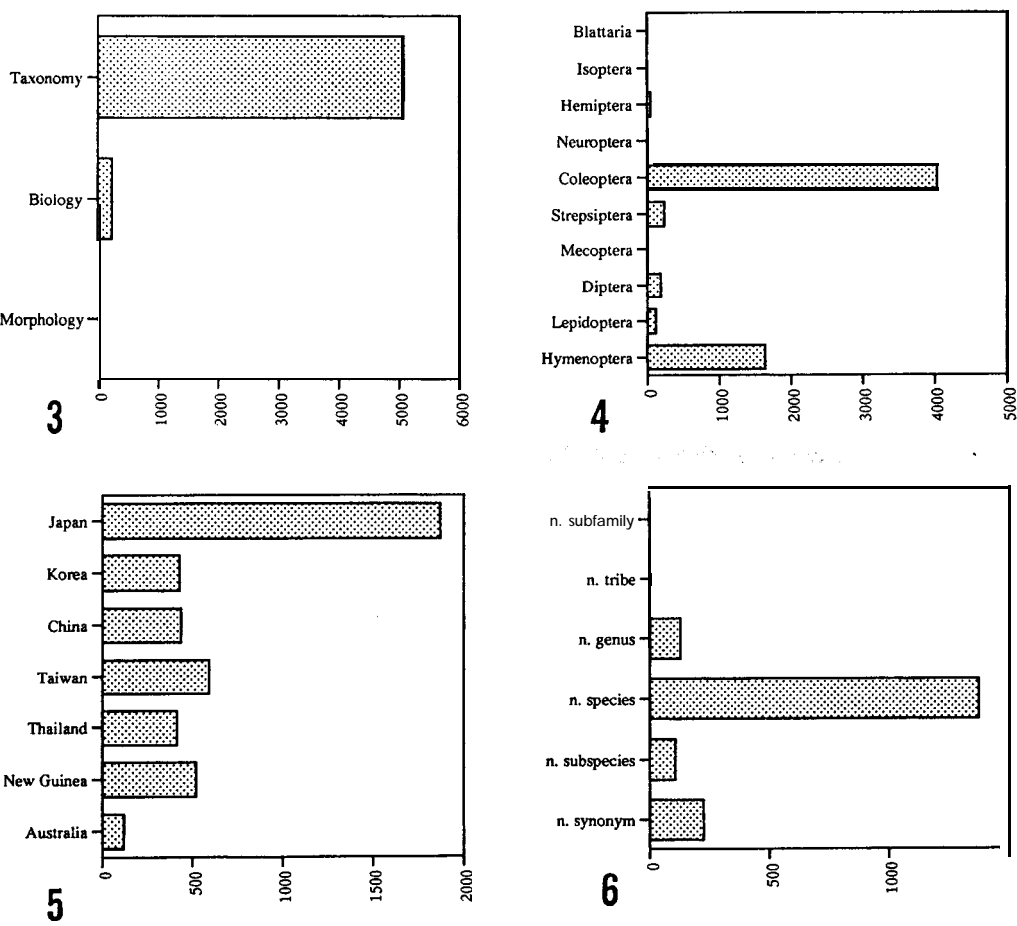 Taxonomy
Biology
Morphology
0 1000 2000 3000 4000 5000 6000
3
Blattaria
Isoptera
Hemiptera
Neuroptera
Coleoptera
Strepsiptera
Mecoptera
Diptera
Lepidoptera
Hymenoptera
0 1000 2000 3000 4000 5000
4
Japan
Korea
China
Taiwan
Thailand
New Guinea
Australia
0 500 1000 1500 2000
5
n. subfamily
n. tribe
n. genus
n. species
n. subspecies
n. synonym
0 500 1000
6